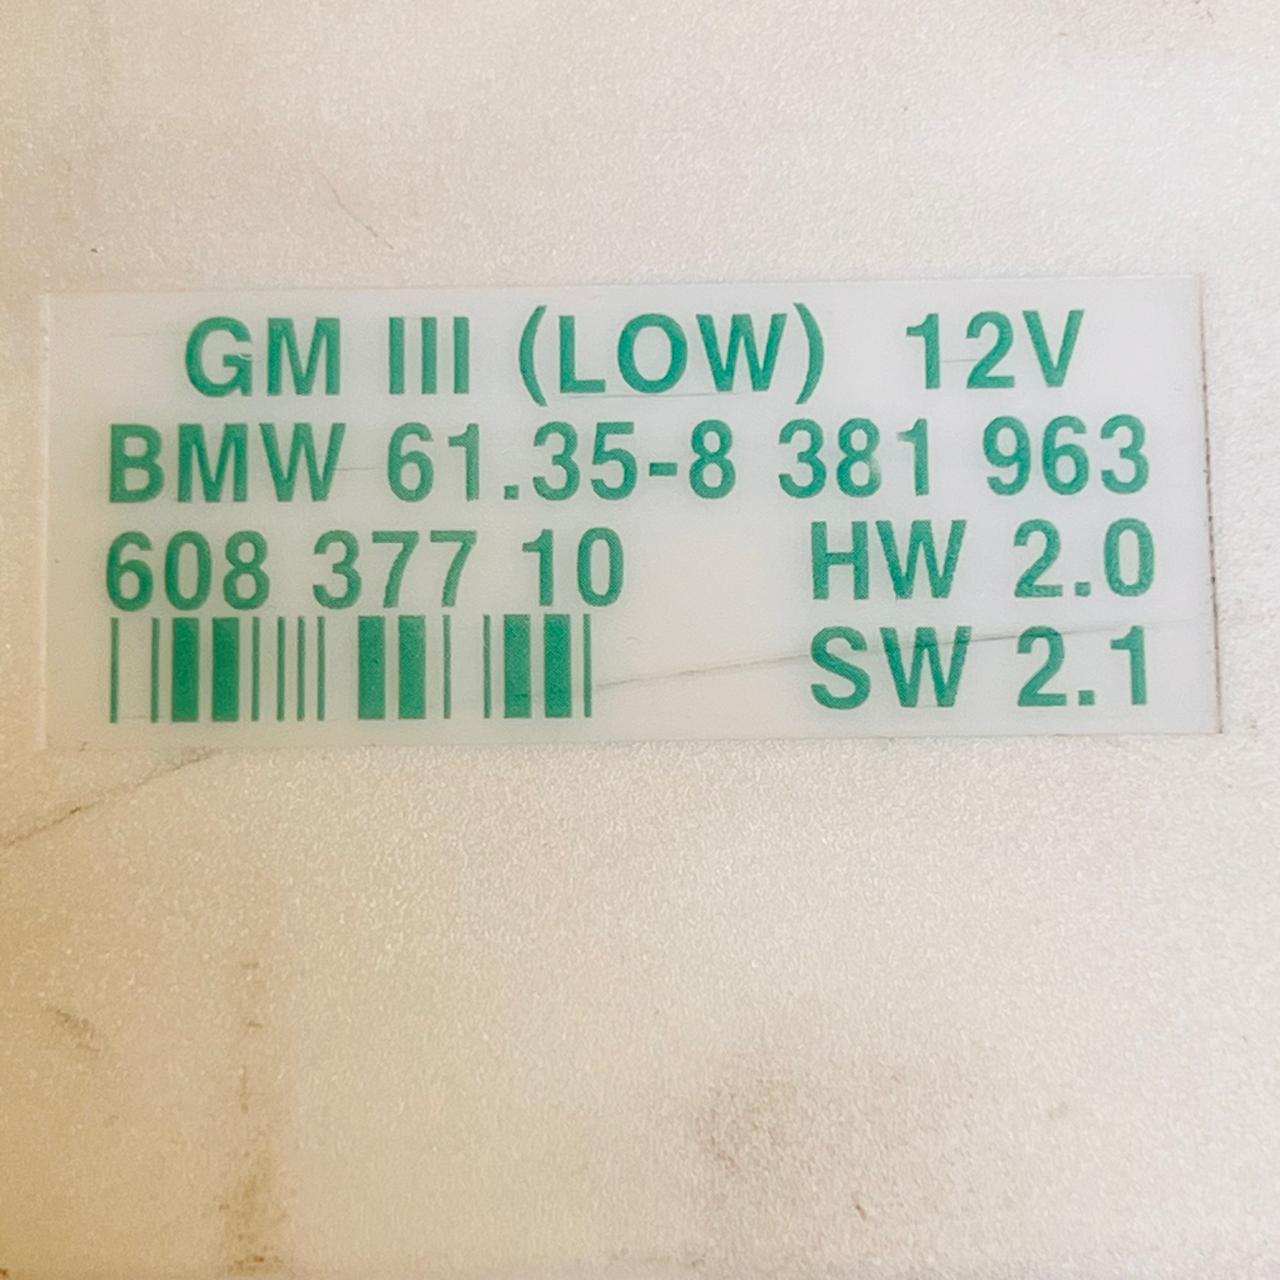 GM III (LOW) 12V
BMW 61.35-8 381 963
608 377 10 HW 2.0
SW 2.1